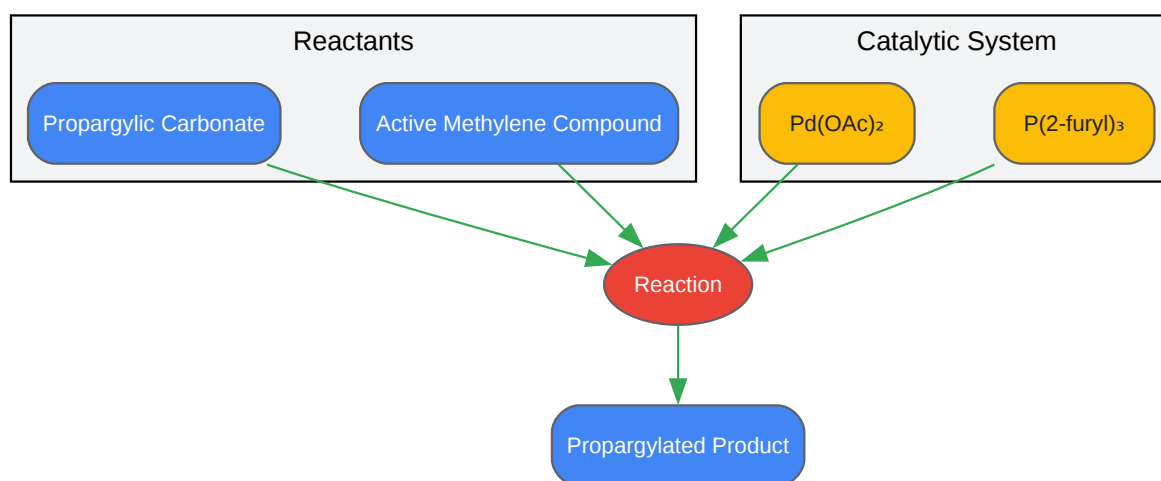 Reactants
Catalytic System
Propargylic Carbonate
Active Methylene Compound
Pd(OAc)₂
P(2-furyl)₃
Reaction
Propargylated Product